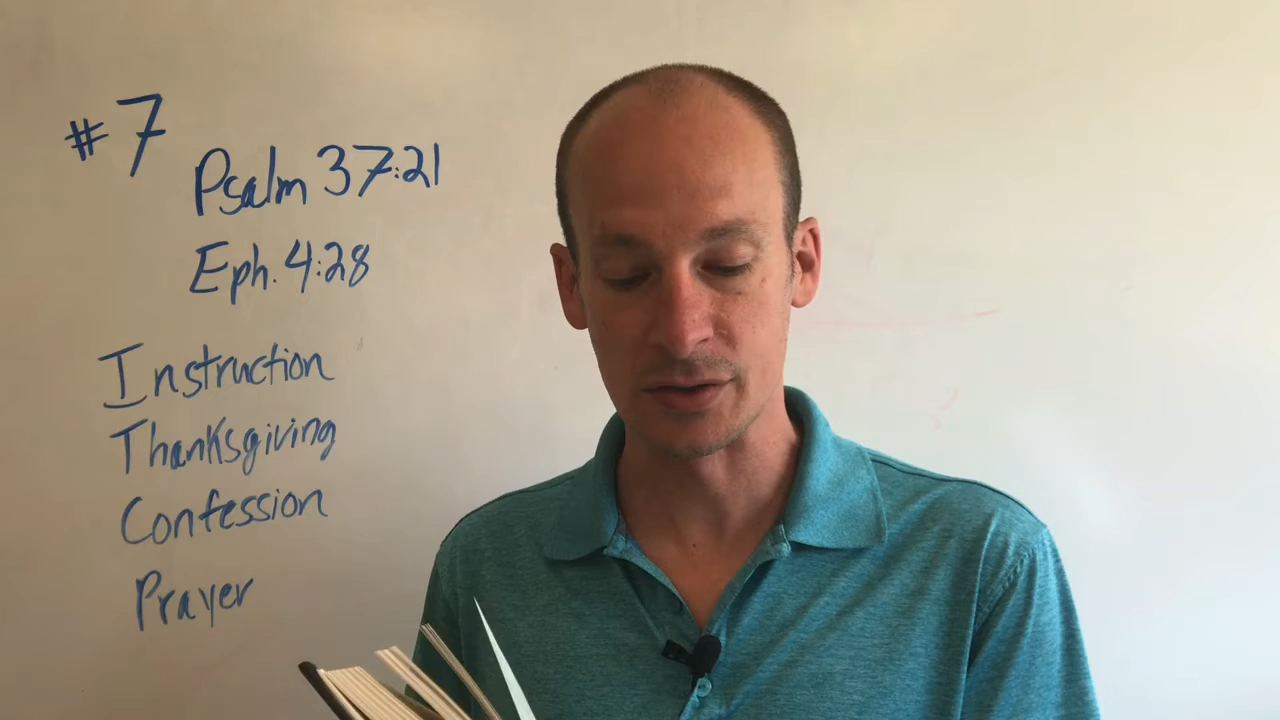 #7
Psalm 37:21
Eph. 4:28
Instruction
Thanksgiving
Confession
Prayer